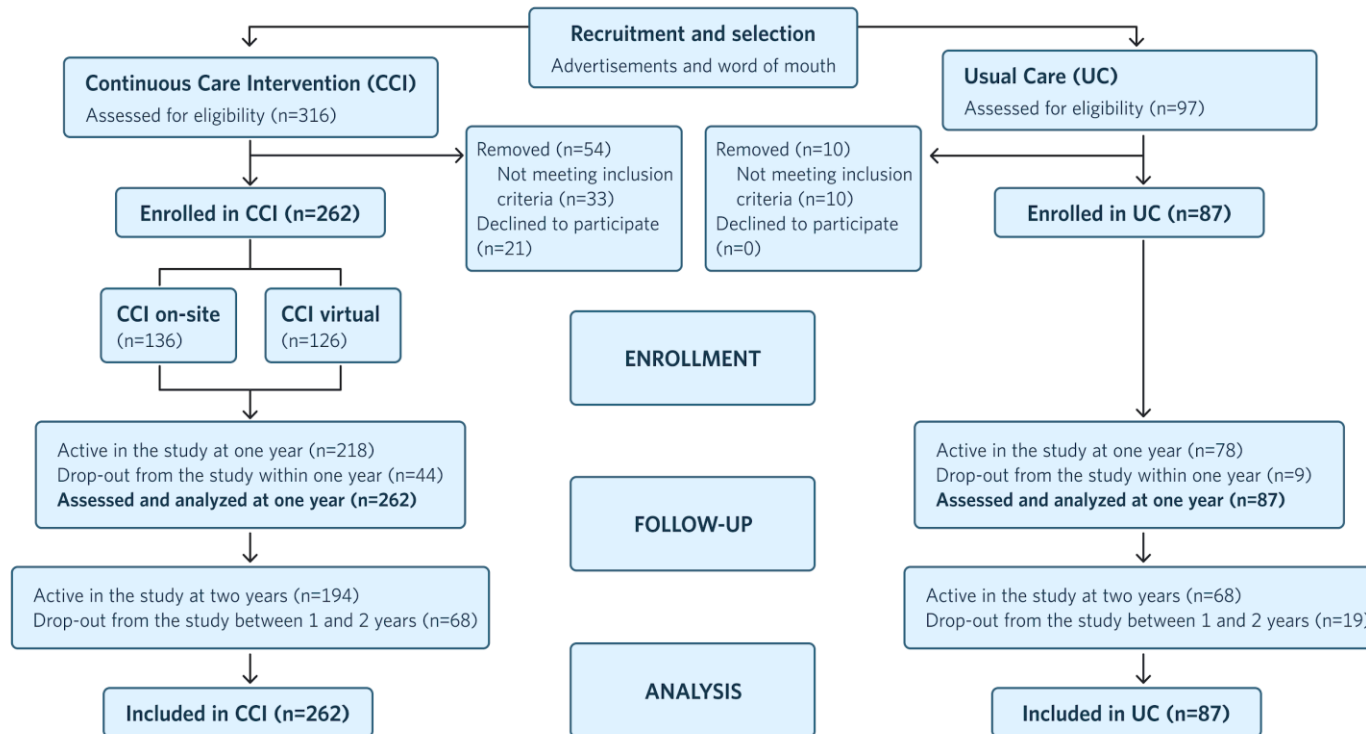 Recruitment and selection
Advertisements and word of mouth
Continuous Care Intervention (CCI)
Assessed for eligibility (n=316)
Usual Care (UC)
Assessed for eligibility (n=97)
Removed (n=54)
Not meeting inclusion
criteria (n=33)
Declined to participate
(n=21)
Removed (n=10)
Not meeting inclusion
criteria (n=10)
Declined to participate
(n=0)
Enrolled in CCI (n=262)
Enrolled in UC (n=87)
CCI on-site
(n=136)
CCI virtual
(n=126)
ENROLLMENT
Active in the study at one year (n=218)
Drop-out from the study within one year (n=44)
Assessed and analyzed at one year (n=262)
Active in the study at one year (n=78)
Drop-out from the study within one year (n=9)
Assessed and analyzed at one year (n=87)
FOLLOW-UP
Active in the study at two years (n=194)
Drop-out from the study between 1 and 2 years (n=68)
Active in the study at two years (n=68)
Drop-out from the study between 1 and 2 years (n=19)
ANALYSIS
Included in CCI (n=262)
Included in UC (n=87)